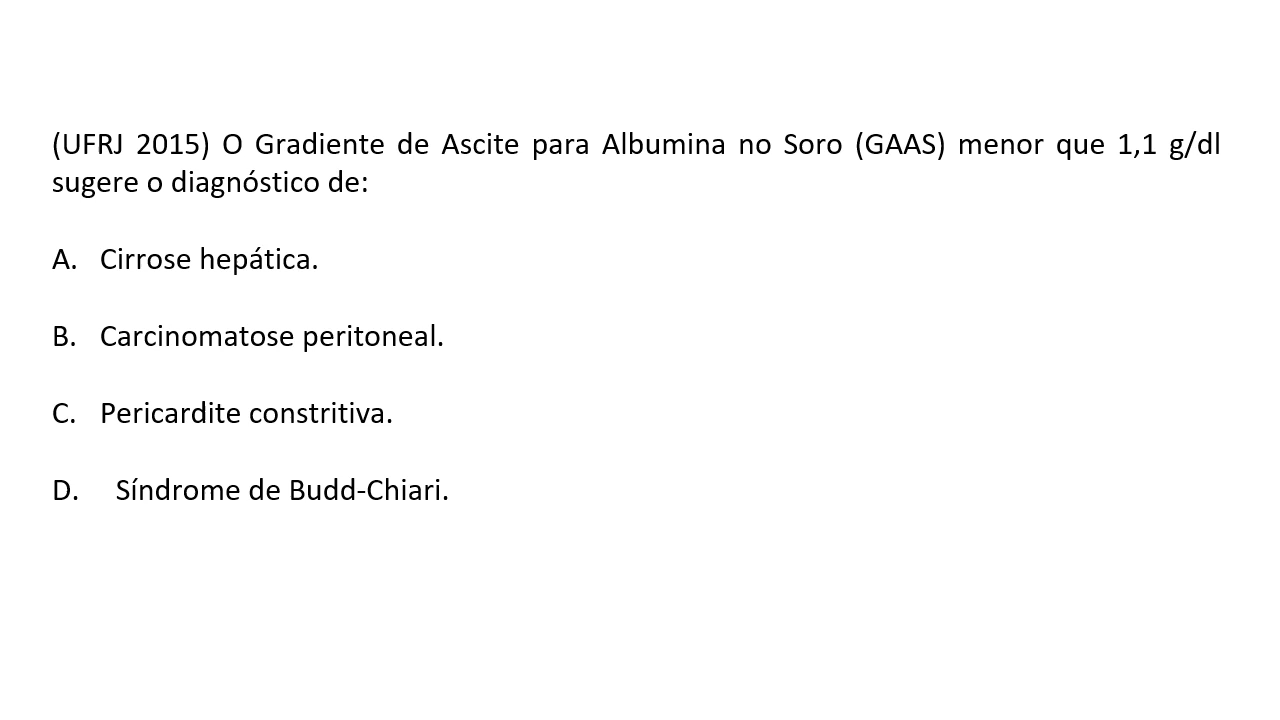 (UFRJ 2015) O Gradiente de Ascite para Albumina no Soro (GAAS) menor que 1,1 g/dl
sugere o diagnóstico de:
A. Cirrose hepática.
B. Carcinomatose peritoneal.
C. Pericardite constritiva.
D. Síndrome de Budd-Chiari.